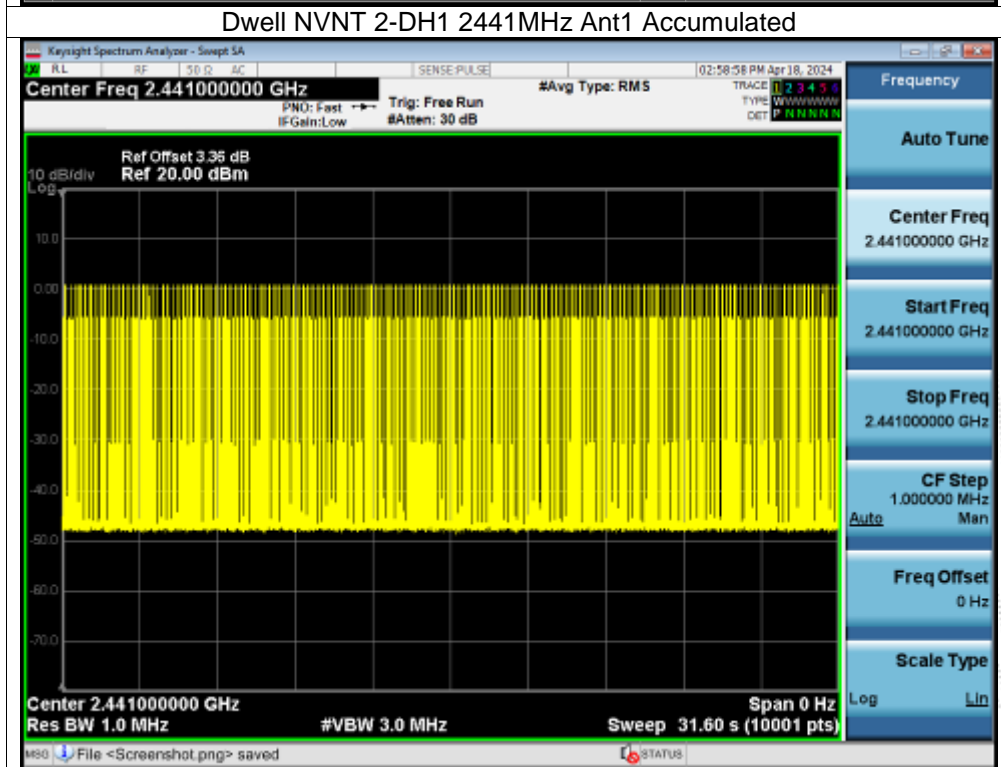 Dwell NVNT 2-DH1 2441MHz Ant1 Accumulated
Keysight Spectrum Analyzer - Swept SA
RL RF 50 Ω AC SENSE:PULSE 02:58:58 PM Apr 18, 2024
Center Freq 2.441000000 GHz
#Avg Type: RMS
TRACE 1 2 3 4 5 6
PNO: Fast Trig: Free Run
TYPE WWWWWW
IFGain:Low #Atten: 30 dB
DET P N N N N N
Ref Offset 3.36 dB
10 dB/div Ref 20.00 dBm
Log
10.0
0.00
-10.0
-20.0
-30.0
-40.0
-50.0
-60.0
-70.0
Center 2.441000000 GHz Span 0 Hz
Res BW 1.0 MHz #VBW 3.0 MHz Sweep 31.60 s (10001 pts)
MSG File <Screenshot.png> saved STATUS
Frequency
Auto Tune
Center Freq
2.441000000 GHz
Start Freq
2.441000000 GHz
Stop Freq
2.441000000 GHz
CF Step
1.000000 MHz
Auto Man
Freq Offset
0 Hz
Scale Type
Log Lin